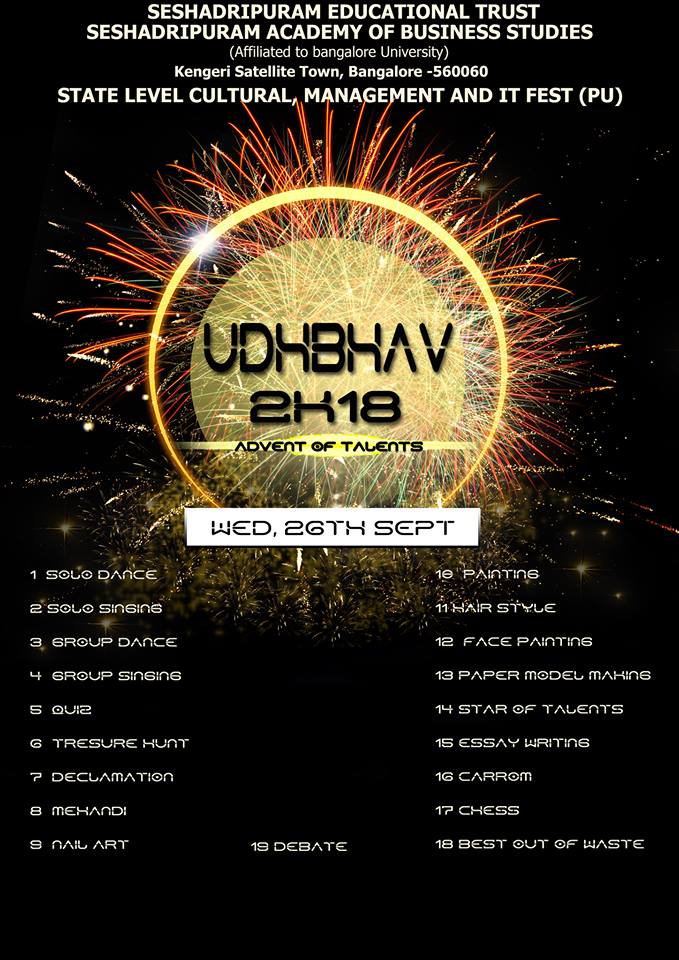 SESHADRIPURAM EDUCATIONAL TRUST
SESHADRIPURAM ACADEMY OF BUSINESS STUDIES
(Affiliated to bangalore University)
Kengeri Satellite Town, Bangalore -560060
STATE LEVEL CULTURAL, MANAGEMENT AND IT FEST (PU)
UDHBHAV
2K18
ADVENT OF TALENTS
WED, 26TH SEPT
1 SOLO DANCE
2 SOLO SINGING
3 GROUP DANCE
4 GROUP SINGING
5 QUIZ
6 TRESURE HUNT
7 DECLAMATION
8 MEHANDI
9 NAIL ART
19 DEBATE
10 PAINTING
11 HAIR STYLE
12 FACE PAINTING
13 PAPER MODEL MAKING
14 STAR OF TALENTS
15 ESSAY WRITING
16 CARROM
17 CHESS
18 BEST OUT OF WASTE